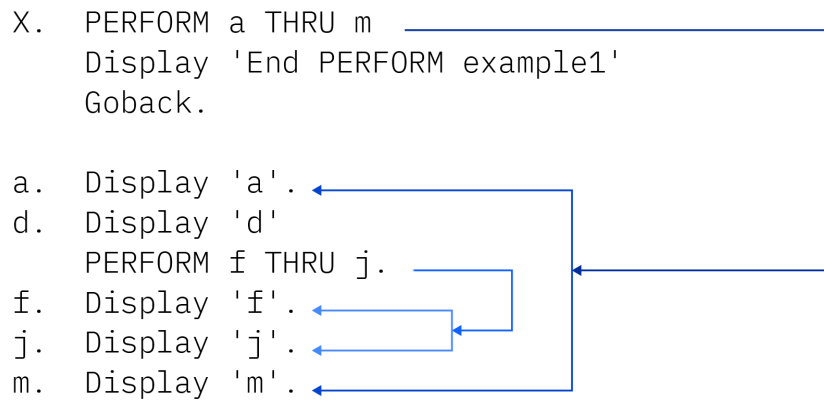 X. PERFORM a THRU m
Display 'End PERFORM example1'
Goback.
a. Display 'a'.
d. Display 'd'
PERFORM f THRU j.
f. Display 'f'.
j. Display 'j'.
m. Display 'm'.